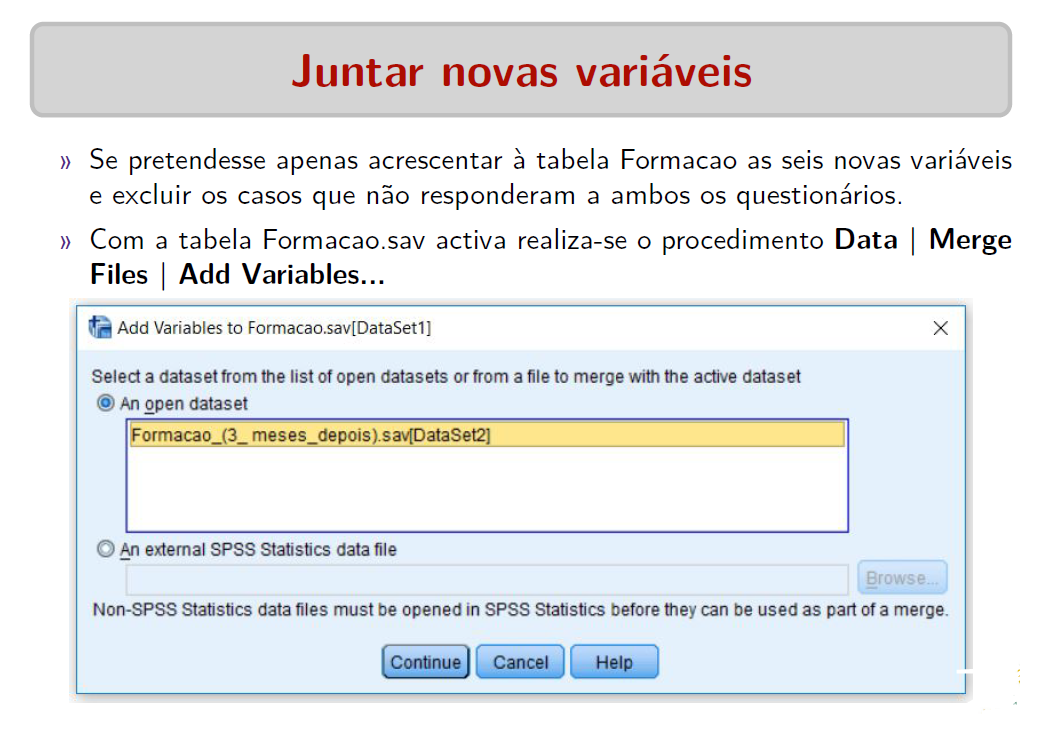 Juntar novas variáveis
» Se pretendesse apenas acrescentar à tabela Formacao as seis novas variáveis
e excluir os casos que não responderam a ambos os questionários.
» Com a tabela Formacao.sav activa realiza-se o procedimento Data | Merge
Files | Add Variables...
Add Variables to Formacao.sav[DataSet1]
Select a dataset from the list of open datasets or from a file to merge with the active dataset
An open dataset
Formacao_(3_ meses_depois).sav[DataSet2]
An external SPSS Statistics data file
Browse...
Non-SPSS Statistics data files must be opened in SPSS Statistics before they can be used as part of a merge.
Continue Cancel Help